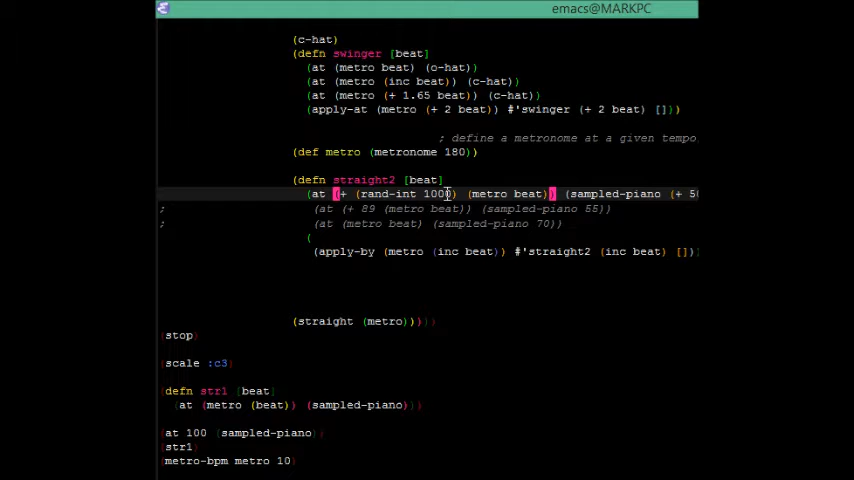 emacs@MARKPC
(c-hat)
(defn swinger [beat]
(at (metro beat) (o-hat))
(at (metro (inc beat)) (c-hat))
(at (metro (+ 1.65 beat)) (c-hat))
(apply-at (metro (+ 2 beat)) #'swinger (+ 2 beat) []))
; define a metronome at a given tempo
(def metro (metronome 180))
(defn straight2 [beat]
(at (+ (rand-int 1000) (metro beat)) (sampled-piano (+ 50
; (at (+ 89 (metro beat)) (sampled-piano 55))
; (at (metro beat) (sampled-piano 70))
(
(apply-by (metro (inc beat)) #'straight2 (inc beat) [])
(straight (metro))))
(stop)
(scale :c3)
(defn str1 [beat]
(at (metro (beat)) (sampled-piano)))
(at 100 (sampled-piano)
(str1)
(metro-bpm metro 10)